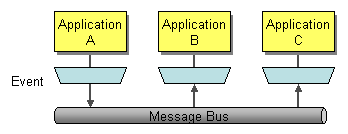 Application
A
Application
B
Application
C
Event
Message Bus